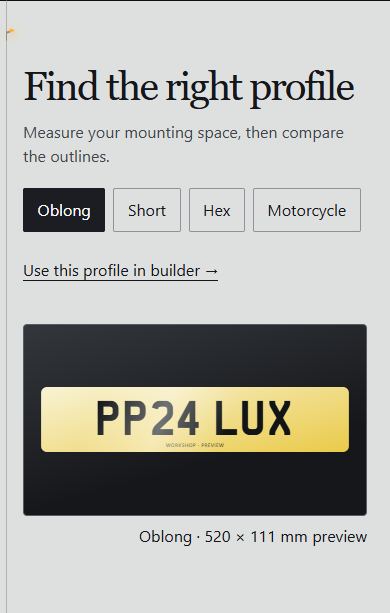 Find the right profile
Measure your mounting space, then compare
the outlines.
Oblong
Short
Hex
Motorcycle
Use this profile in builder →
PP24 LUX
WORKSHOP · PREVIEW
Oblong · 520 × 111 mm preview